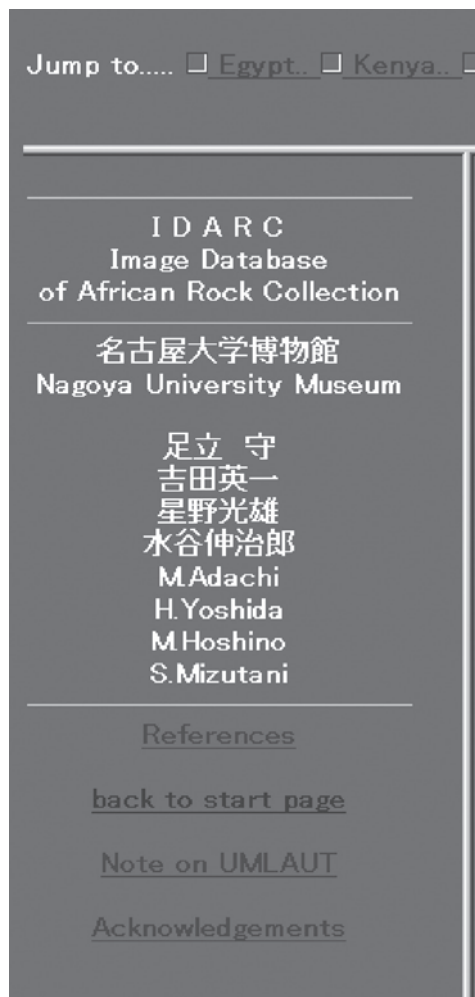 Jump to..... Egypt.. Kenya..
I D A R C
Image Database
of African Rock Collection
名古屋大学博物館
Nagoya University Museum
足立 守
吉田英一
星野光雄
水谷伸治郎
M.Adachi
H.Yoshida
M.Hoshino
S.Mizutani
References
back to start page
Note on UMLAUT
Acknowledgements